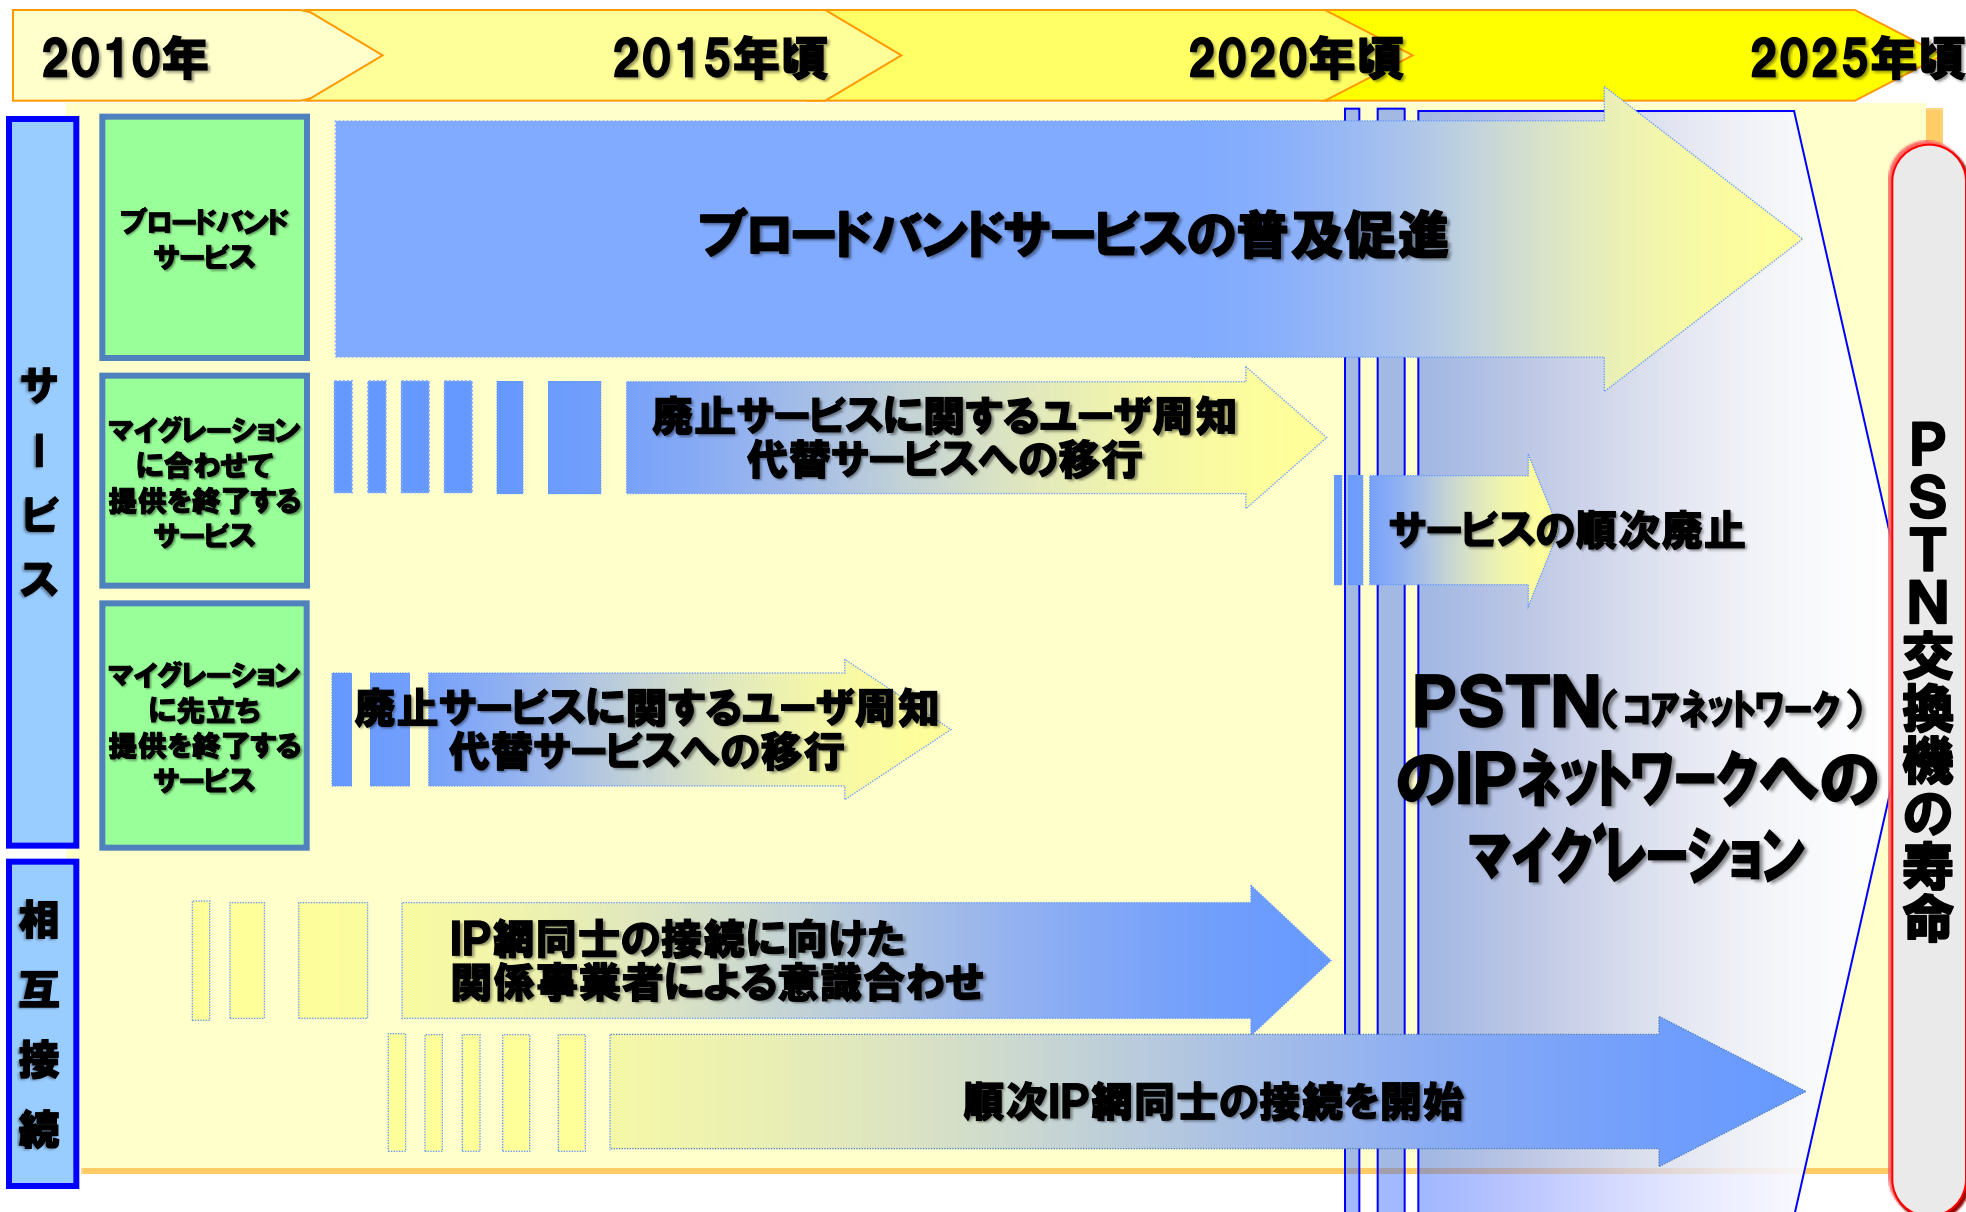 2010年
2015年頃
2020年頃
2025年頃
サービス
ブロードバンド
サービス
ブロードバンドサービスの普及促進
マイグレーション
に合わせて
提供を終了する
サービス
廃止サービスに関するユーザ周知
代替サービスへの移行
サービスの順次廃止
マイグレーション
に先立ち
提供を終了する
サービス
廃止サービスに関するユーザ周知
代替サービスへの移行
PSTN(コアネットワーク)
のIPネットワークへの
マイグレーション
PSTN交換機の寿命
相互接続
IP網同士の接続に向けた
関係事業者による意識合わせ
順次IP網同士の接続を開始